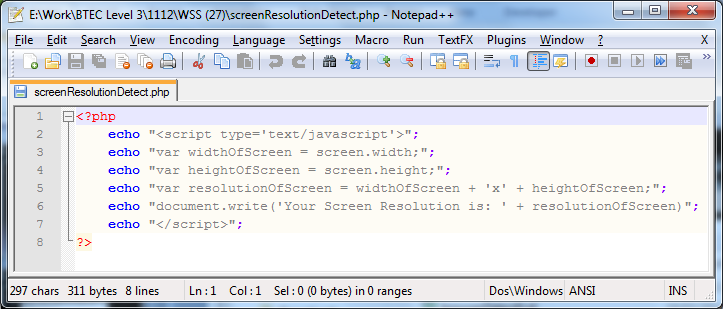 E:\Work\BTEC Level 3\1112\WSS (27)\screenResolutionDetect.php - Notepad++
File Edit Search View Encoding Language Settings Macro Run TextFX Plugins Window ? X
screenResolutionDetect.php
1 <?php
2 echo "<script type='text/javascript'>";
3 echo "var widthOfScreen = screen.width;";
4 echo "var heightOfScreen = screen.height;";
5 echo "var resolutionOfScreen = widthOfScreen + 'x' + heightOfScreen;";
6 echo "document.write('Your Screen Resolution is: ' + resolutionOfScreen)";
7 echo "</script>";
8 ?>
297 chars 311 bytes 8 lines Ln : 1 Col : 1 Sel : 0 (0 bytes) in 0 ranges Dos\Windows ANSI INS